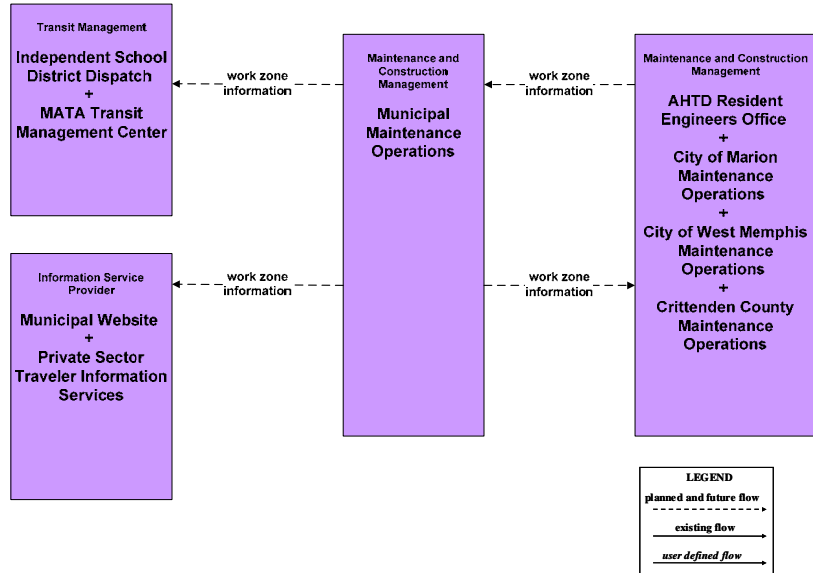 Transit Management
Independent School
District Dispatch
+
MATA Transit
Management Center
work zone
information
Maintenance and
Construction
Management
Municipal
Maintenance
Operations
work zone
information
Maintenance and Construction
Management
AHTD Resident
Engineers Office
+
City of Marion
Maintenance
Operations
+
City of West Memphis
Maintenance
Operations
+
Crittenden County
Maintenance
Operations
Information Service
Provider
Municipal Website
+
Private Sector
Traveler Information
Services
work zone
information
work zone
information
LEGEND
planned and future flow
existing flow
user defined flow